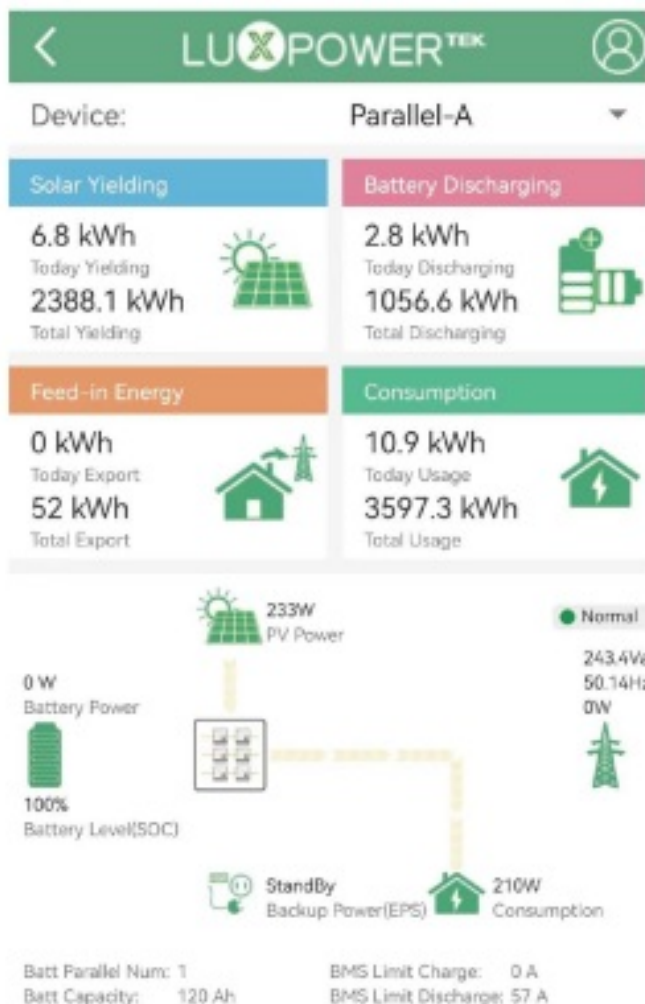 LUXPOWERTEK
Device: Parallel-A
Solar Yielding
6.8 kWh
Today Yielding
2388.1 kWh
Total Yielding
Battery Discharging
2.8 kWh
Today Discharging
1056.6 kWh
Total Discharging
Feed-in Energy
0 kWh
Today Export
52 kWh
Total Export
Consumption
10.9 kWh
Today Usage
3597.3 kWh
Total Usage
233W
PV Power
Normal
243.4Va
50.14Hz
0W
0 W
Battery Power
100%
Battery Level(SOC)
StandBy
Backup Power(EPS)
210W
Consumption
Batt Parallel Num: 1 BMS Limit Charge: 0 A
Batt Capacity: 120 Ah BMS Limit Discharge: 57 A